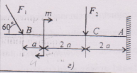 F₁ m F₂
60° B C A
a 2a 2a
г)